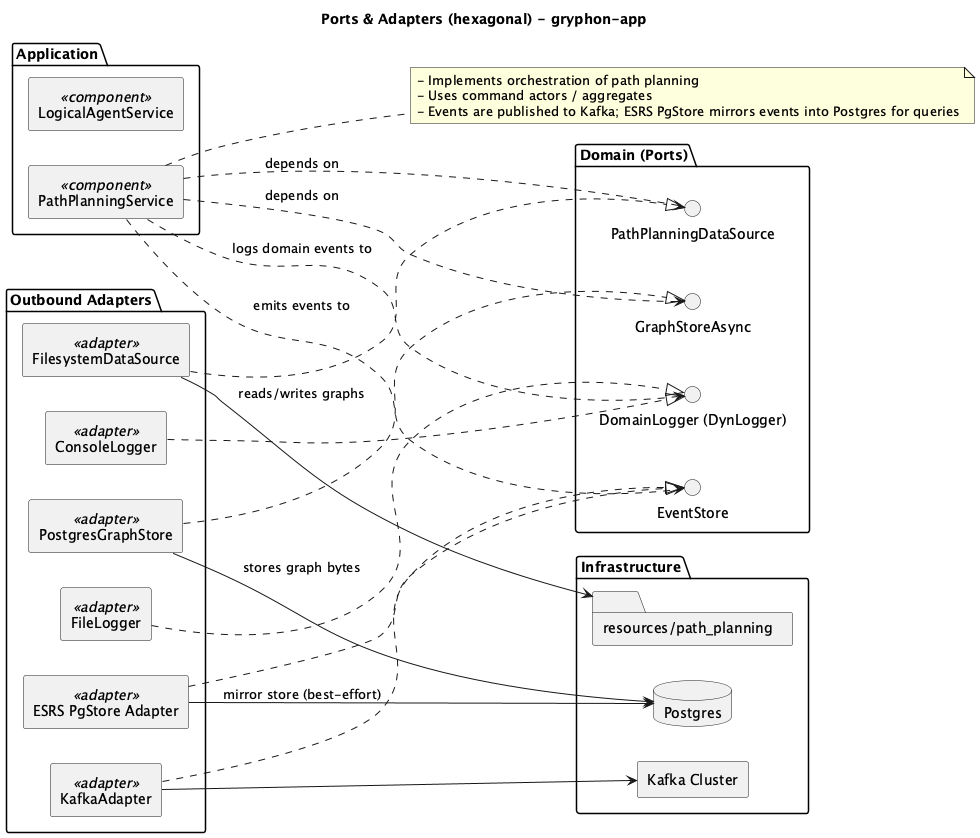 Ports & Adapters (hexagonal) - gryphon-app
Application
«component»
LogicalAgentService
«component»
PathPlanningService
- Implements orchestration of path planning
- Uses command actors / aggregates
- Events are published to Kafka; ESRS PgStore mirrors events into Postgres for queries
depends on
depends on
logs domain events to
emits events to
Domain (Ports)
PathPlanningDataSource
GraphStoreAsync
DomainLogger (DynLogger)
EventStore
Outbound Adapters
«adapter»
FilesystemDataSource
«adapter»
ConsoleLogger
«adapter»
PostgresGraphStore
«adapter»
FileLogger
«adapter»
ESRS PgStore Adapter
«adapter»
KafkaAdapter
reads/writes graphs
stores graph bytes
mirror store (best-effort)
Infrastructure
resources/path_planning
Postgres
Kafka Cluster